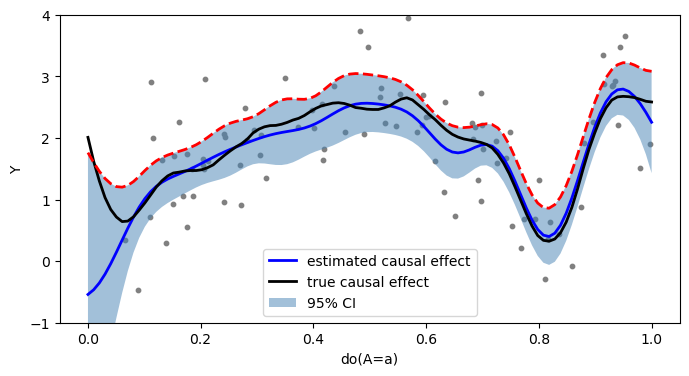 4
3
2
1
0
−1
Y
estimated causal effect
true causal effect
95% CI
0.0 0.2 0.4 0.6 0.8 1.0
do(A=a)